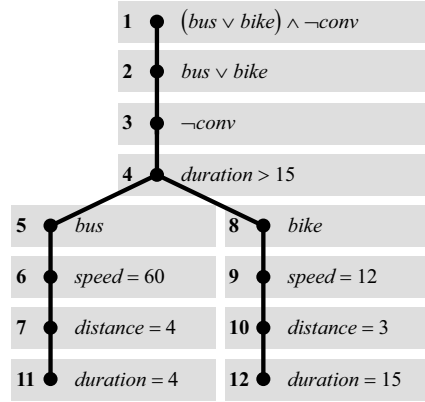 1 (bus ∨ bike) ∧ ¬conv
2 bus ∨ bike
3 ¬conv
4 duration > 15
5 bus
6 speed = 60
7 distance = 4
11 duration = 4
8 bike
9 speed = 12
10 distance = 3
12 duration = 15